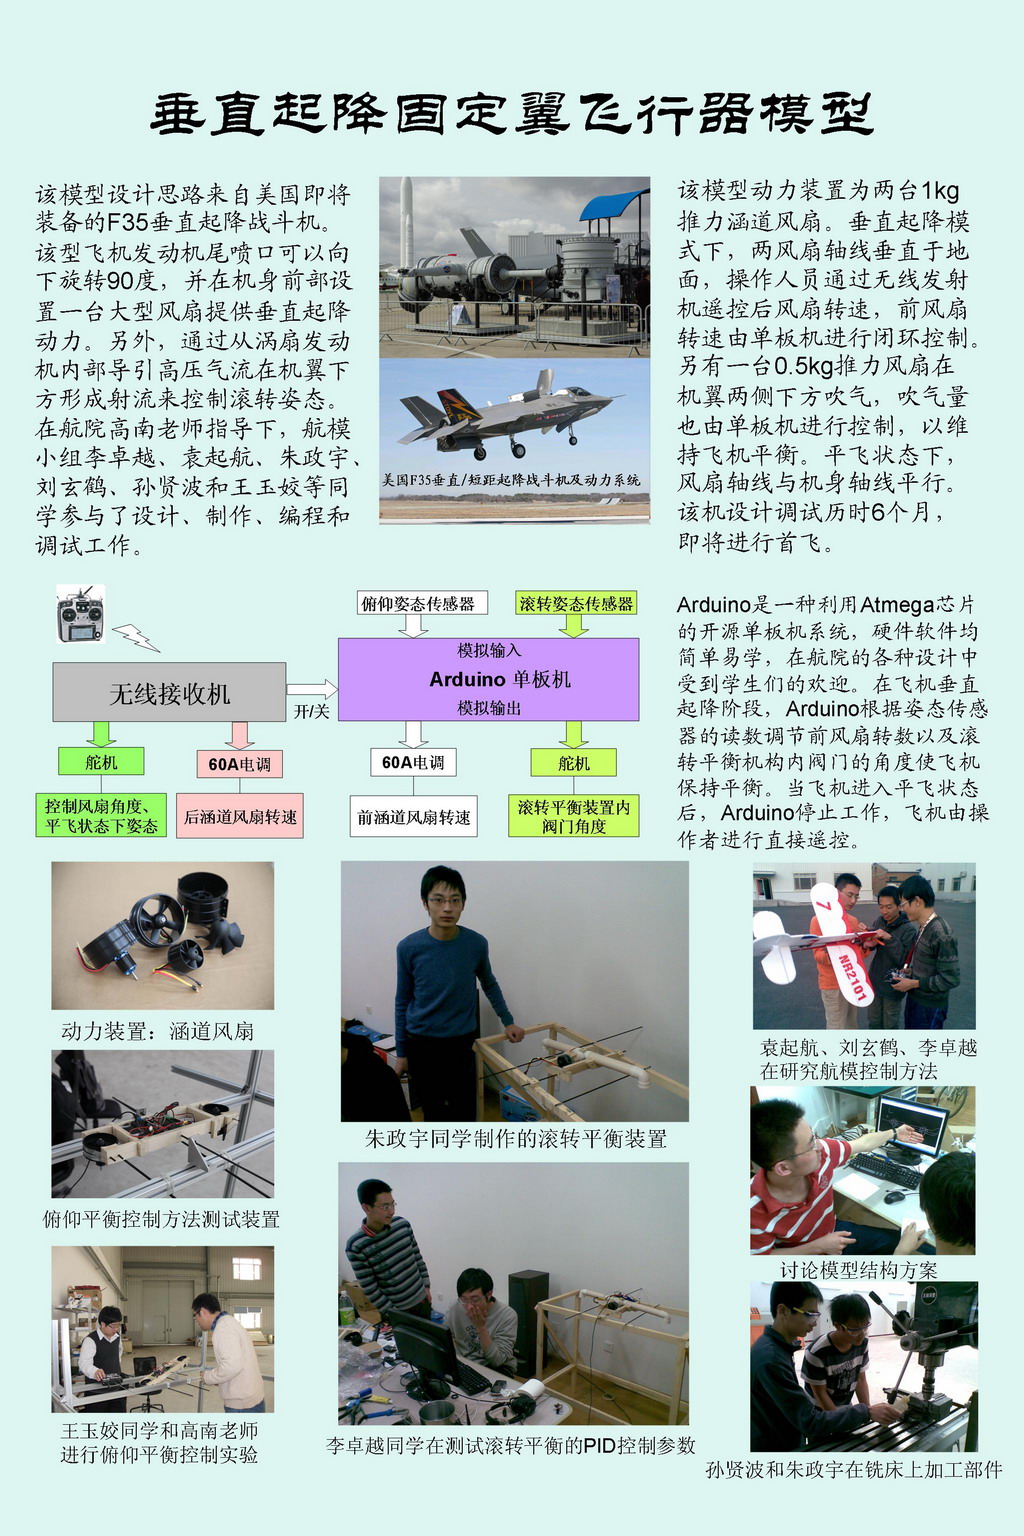 垂直起降固定翼飞行器模型
该模型设计思路来自美国即将
装备的F35垂直起降战斗机。
该型飞机发动机尾喷口可以向
下旋转90度，并在机身前部设
置一台大型风扇提供垂直起降
动力。另外，通过从涡扇发动
机内部导引高压气流在机翼下
方形成射流来控制滚转姿态。
在航院高南老师指导下，航模
小组李卓越、袁起航、朱政宇、
刘玄鹤、孙贤波和王玉姣等同
学参与了设计、制作、编程和
调试工作。
美国F35垂直/短距起降战斗机及动力系统
该模型动力装置为两台1kg
推力涵道风扇。垂直起降模
式下，两风扇轴线垂直于地
面，操作人员通过无线发射
机遥控后风扇转速，前风扇
转速由单板机进行闭环控制。
另有一台0.5kg推力风扇在
机翼两侧下方吹气，吹气量
也由单板机进行控制，以维
持飞机平衡。平飞状态下，
风扇轴线与机身轴线平行。
该机设计调试历时6个月，
即将进行首飞。
俯仰姿态传感器
滚转姿态传感器
无线接收机
开/关
模拟输入
Arduino 单板机
模拟输出
舵机
60A电调
60A电调
舵机
控制风扇角度、
平飞状态下姿态
后涵道风扇转速
前涵道风扇转速
滚转平衡装置内
阀门角度
Arduino是一种利用Atmega芯片
的开源单板机系统，硬件软件均
简单易学，在航院的各种设计中
受到学生们的欢迎。在飞机垂直
起降阶段，Arduino根据姿态传感
器的读数调节前风扇转数以及滚
转平衡机构内阀门的角度使飞机
保持平衡。当飞机进入平飞状态
后，Arduino停止工作，飞机由操
作者进行直接遥控。
动力装置：涵道风扇
俯仰平衡控制方法测试装置
王玉姣同学和高南老师
进行俯仰平衡控制实验
朱政宇同学制作的滚转平衡装置
李卓越同学在测试滚转平衡的PID控制参数
7
NR2101
袁起航、刘玄鹤、李卓越
在研究航模控制方法
讨论模型结构方案
孙贤波和朱政宇在铣床上加工部件